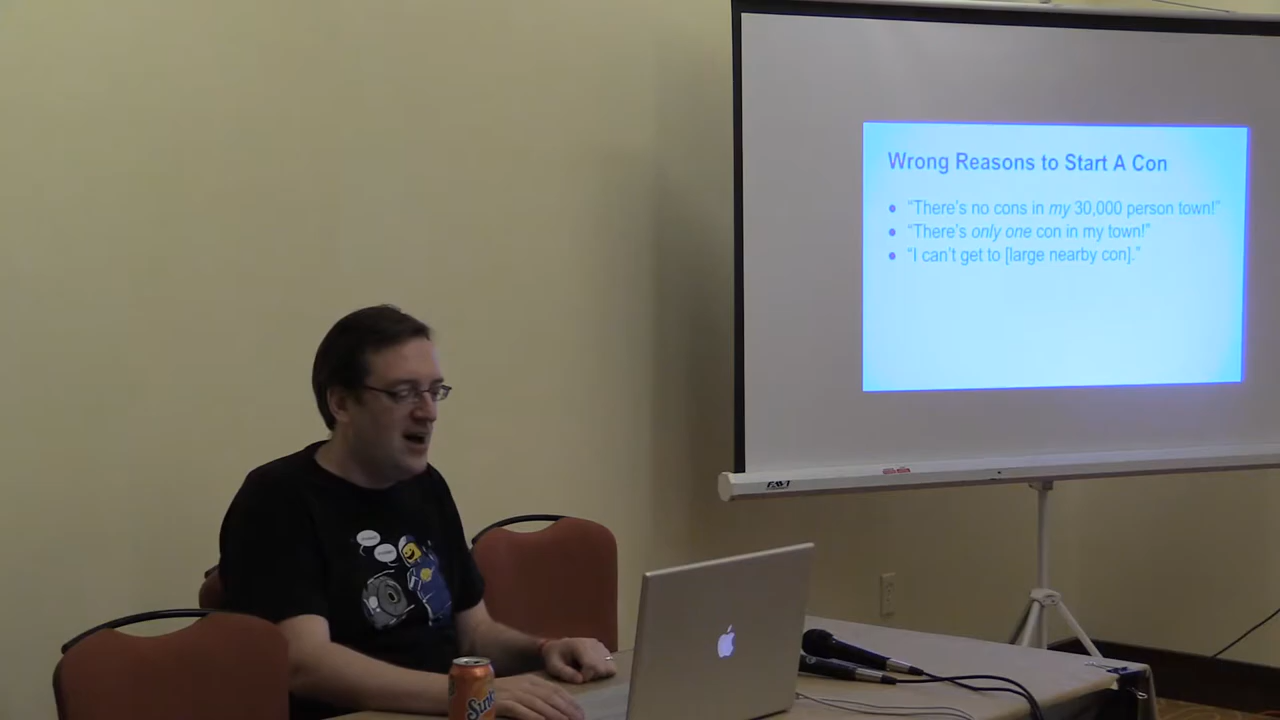 Wrong Reasons to Start A Con
● “There’s no cons in my 30,000 person town!”
● “There’s only one con in my town!”
● “I can’t get to [large nearby con].”